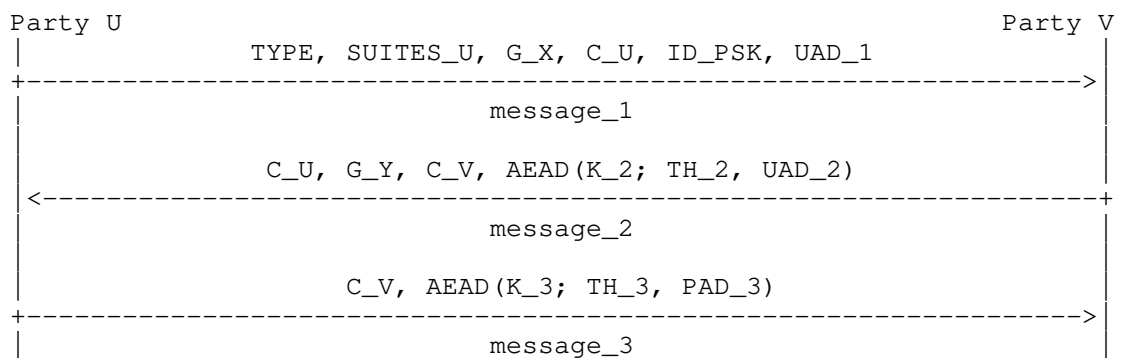 Party U Party V
TYPE, SUITES_U, G_X, C_U, ID_PSK, UAD_1
message_1
C_U, G_Y, C_V, AEAD(K_2; TH_2, UAD_2)
message_2
C_V, AEAD(K_3; TH_3, PAD_3)
message_3